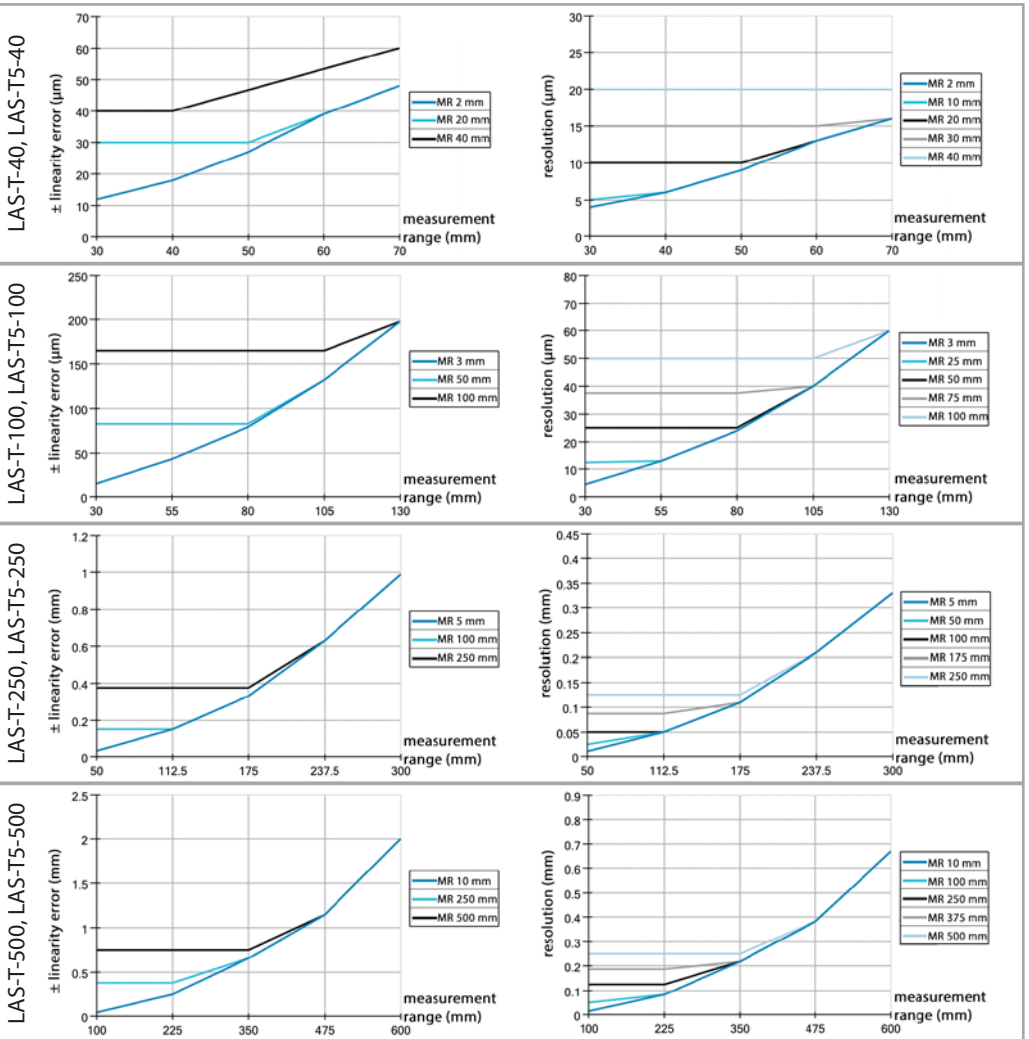 LAS-T-40, LAS-T5-40
± linearity error (µm)
70
60
50
40
30
20
10
0
30 40 50 60 70
measurement
range (mm)
MR 2 mm
MR 20 mm
MR 40 mm
resolution (µm)
30
25
20
15
10
5
0
30 40 50 60 70
measurement
range (mm)
MR 2 mm
MR 10 mm
MR 20 mm
MR 30 mm
MR 40 mm
LAS-T-100, LAS-T5-100
± linearity error (µm)
250
200
150
100
50
0
30 55 80 105 130
measurement
range (mm)
MR 3 mm
MR 50 mm
MR 100 mm
resolution (µm)
80
70
60
50
40
30
20
10
0
30 55 80 105 130
measurement
range (mm)
MR 3 mm
MR 25 mm
MR 50 mm
MR 75 mm
MR 100 mm
LAS-T-250, LAS-T5-250
± linearity error (mm)
1.2
1
0.8
0.6
0.4
0.2
0
50 112.5 175 237.5 300
measurement
range (mm)
MR 5 mm
MR 100 mm
MR 250 mm
resolution (mm)
0.45
0.4
0.35
0.3
0.25
0.2
0.15
0.1
0.05
0
50 112.5 175 237.5 300
measurement
range (mm)
MR 5 mm
MR 50 mm
MR 100 mm
MR 175 mm
MR 250 mm
LAS-T-500, LAS-T5-500
± linearity error (mm)
2.5
2
1.5
1
0.5
0
100 225 350 475 600
measurement
range (mm)
MR 10 mm
MR 250 mm
MR 500 mm
resolution (mm)
0.9
0.8
0.7
0.6
0.5
0.4
0.3
0.2
0.1
0
100 225 350 475 600
measurement
range (mm)
MR 10 mm
MR 100 mm
MR 250 mm
MR 375 mm
MR 500 mm